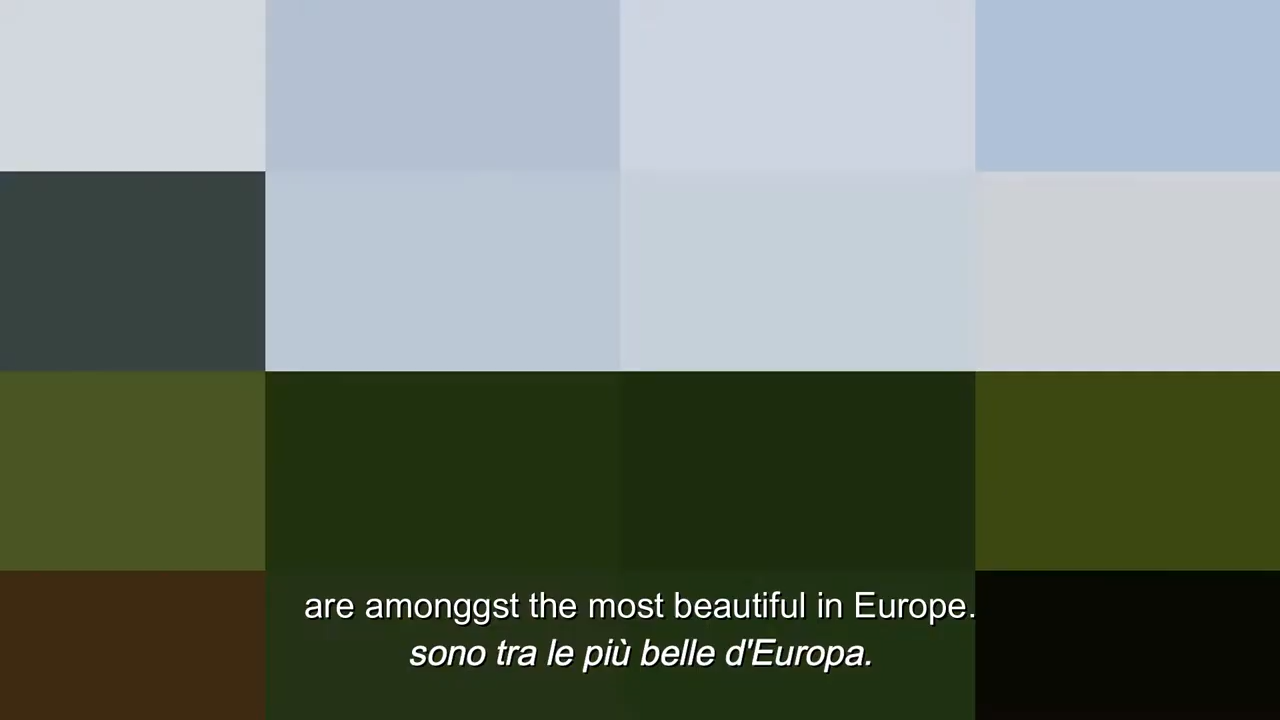 are amonggst the most beautiful in Europe.
sono tra le più belle d'Europa.